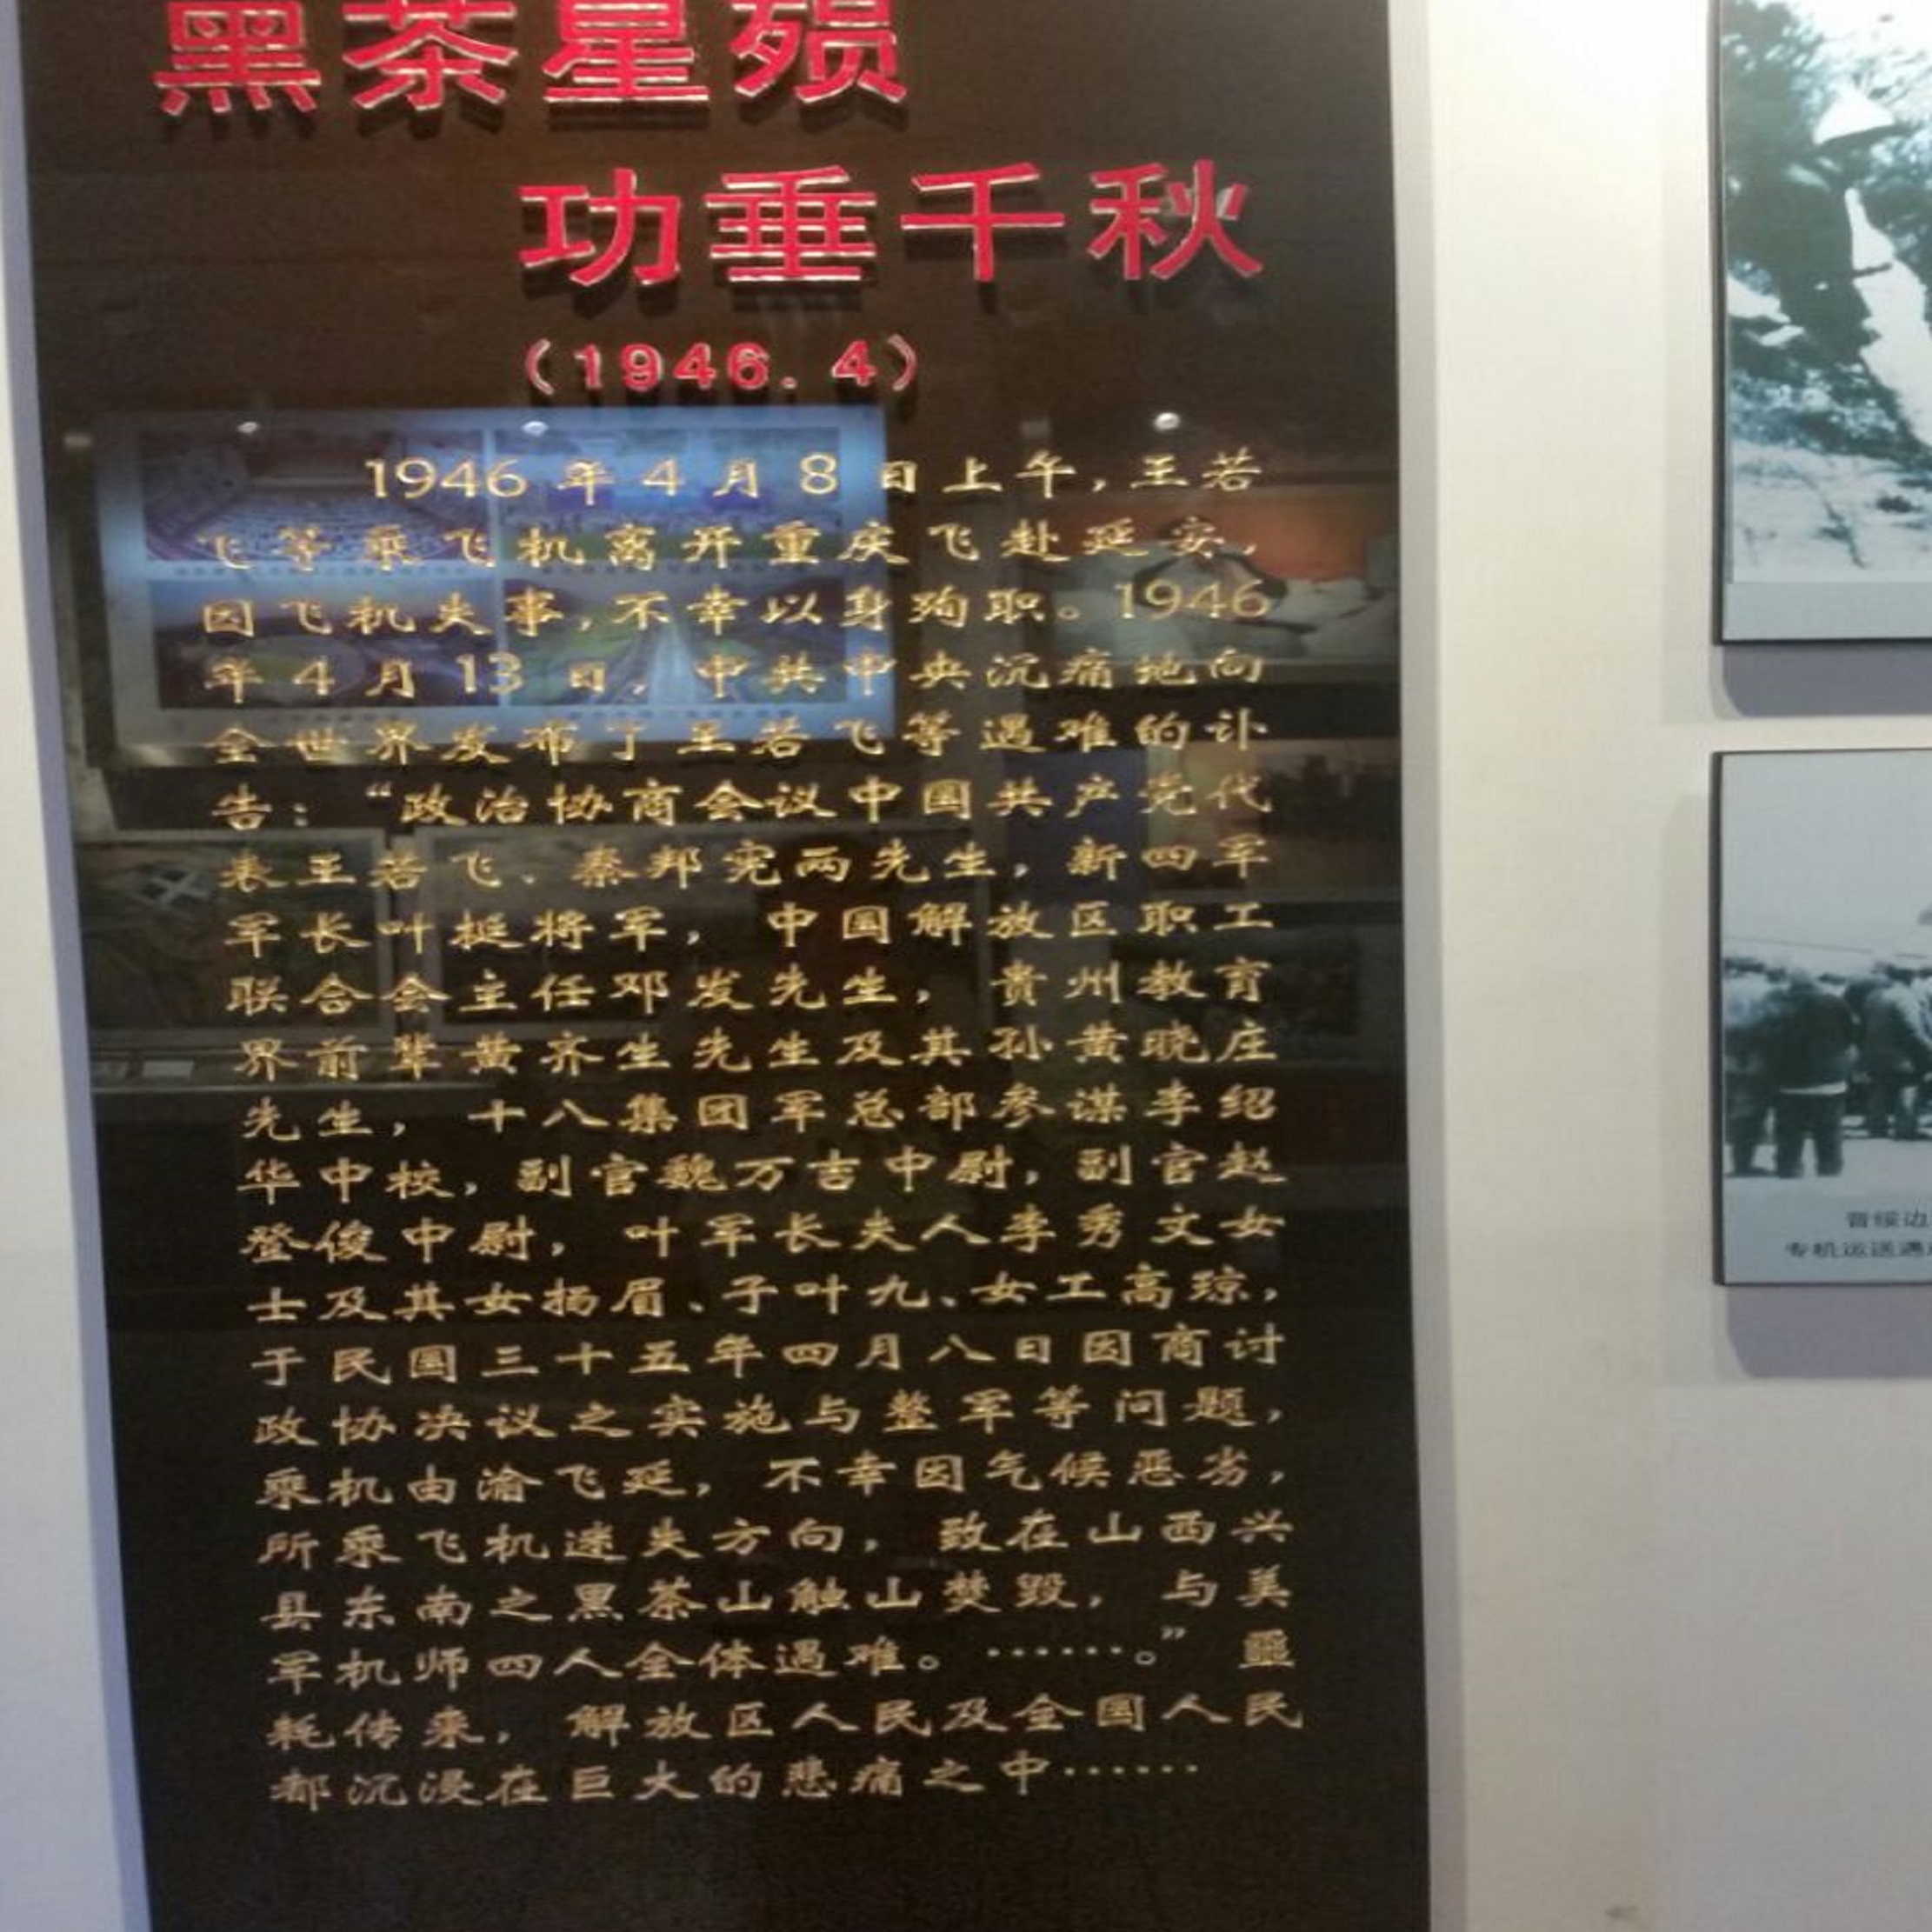 黑茶星殒
功垂千秋
（1946.4）
1946年4月8日上午，王若
飞等乘飞机离开重庆飞赴延安，
因飞机失事，不幸以身殉职。1946
年4月13日，中共中央沉痛地向
全世界发布了王若飞等遇难的讣
告：“政治协商会议中国共产党代
表王若飞、秦邦宪两先生，新四军
军长叶挺将军，中国解放区职工
联合会主任邓发先生，贵州教育
界前辈黄齐生先生及其孙黄晓庄
先生，十八集团军总部参谋李绍
华中校，副官魏万吉中尉，副官赵
登俊中尉，叶军长夫人李秀文女
士及其女扬眉、子叶九、女工高琼，
于民国三十五年四月八日因商讨
政协决议之实施与整军等问题，
乘机由渝飞延，不幸因气候恶劣，
所乘飞机迷失方向，致在山西兴
县东南之黑茶山触山焚毁，与美
军机师四人全体遇难。……。”噩
耗传来，解放区人民及全国人民
都沉浸在巨大的悲痛之中……
晋绥边
专机运送遇